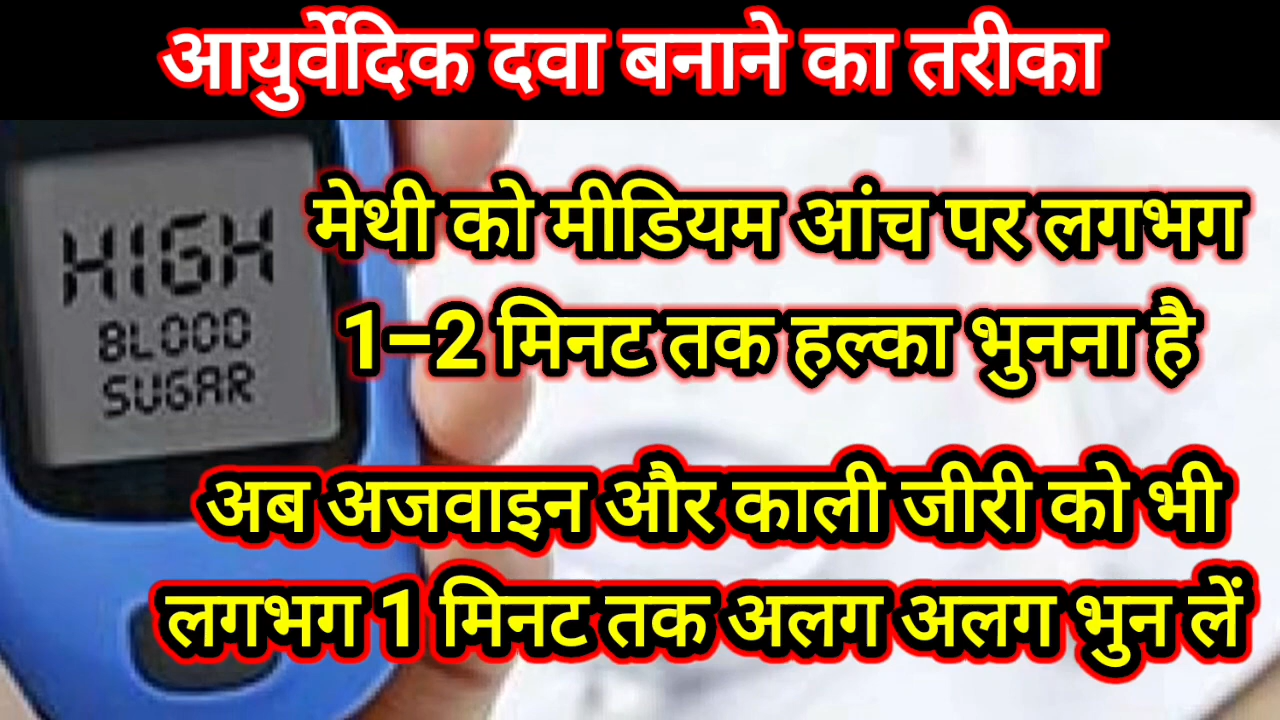 आयुर्वेदिक दवा बनाने का तरीका
HIGH
BLOOD
SUGAR
मेथी को मीडियम आंच पर लगभग
1–2 मिनट तक हल्का भुनना है
अब अजवाइन और काली जीरी को भी
लगभग 1 मिनट तक अलग अलग भुन लें